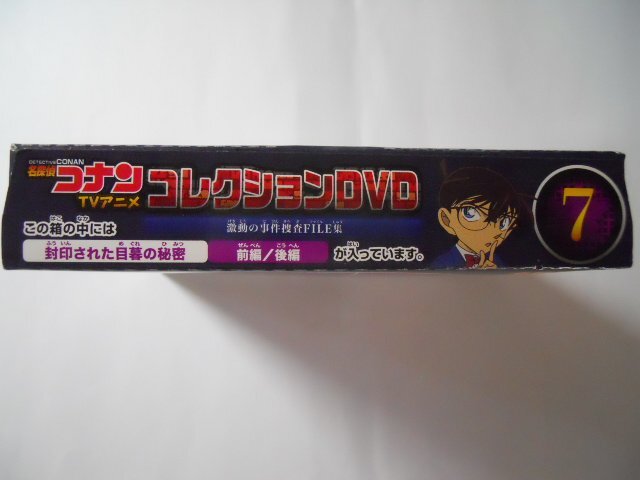 DETECTIVE CONAN
名探偵コナン
TVアニメ
コレクションDVD
激動の事件捜査FILE集
7
この箱の中には
封印された目暮の秘密
前編/後編
が入っています。